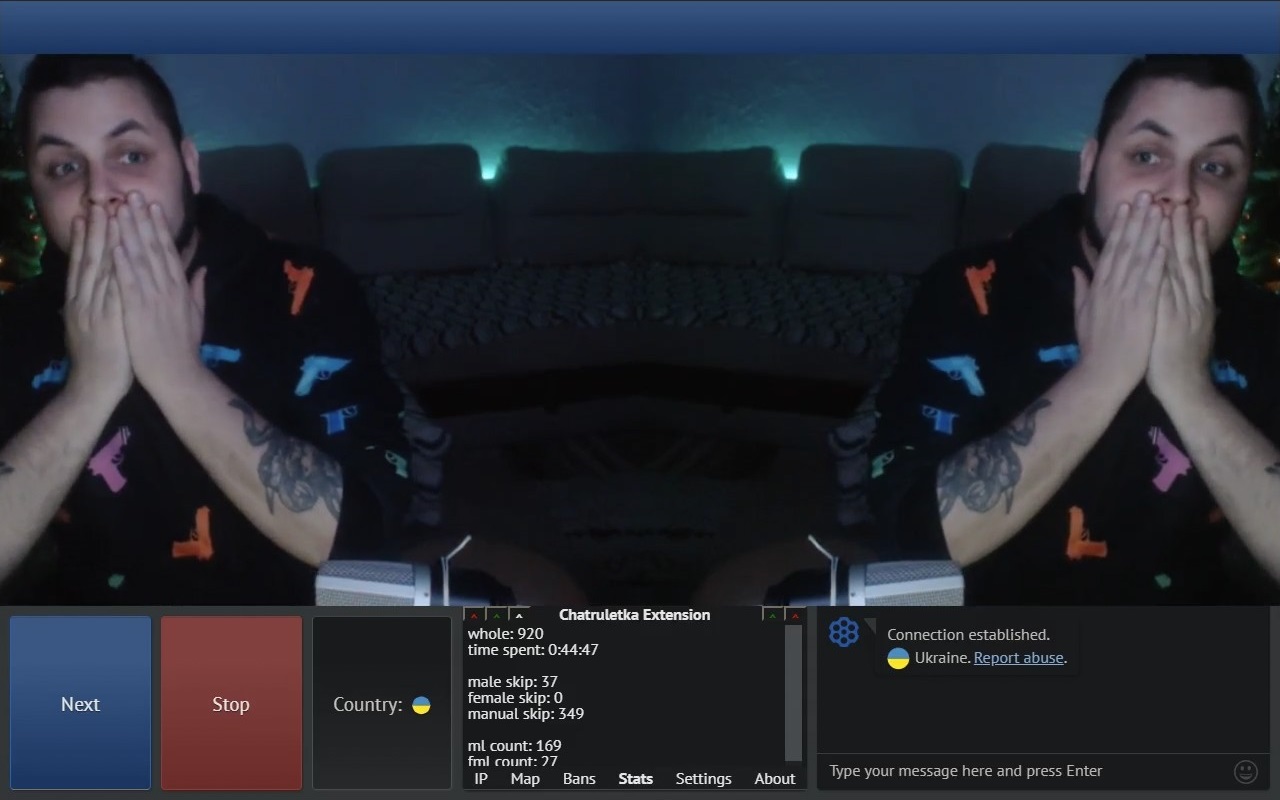 Next
Stop
Country:
Chatruletka Extension
whole: 920
time spent: 0:44:47
male skip: 37
female skip: 0
manual skip: 349
ml count: 169
fml count: 27
IP Map Bans Stats Settings About
Connection established.
Ukraine. Report abuse.
Type your message here and press Enter